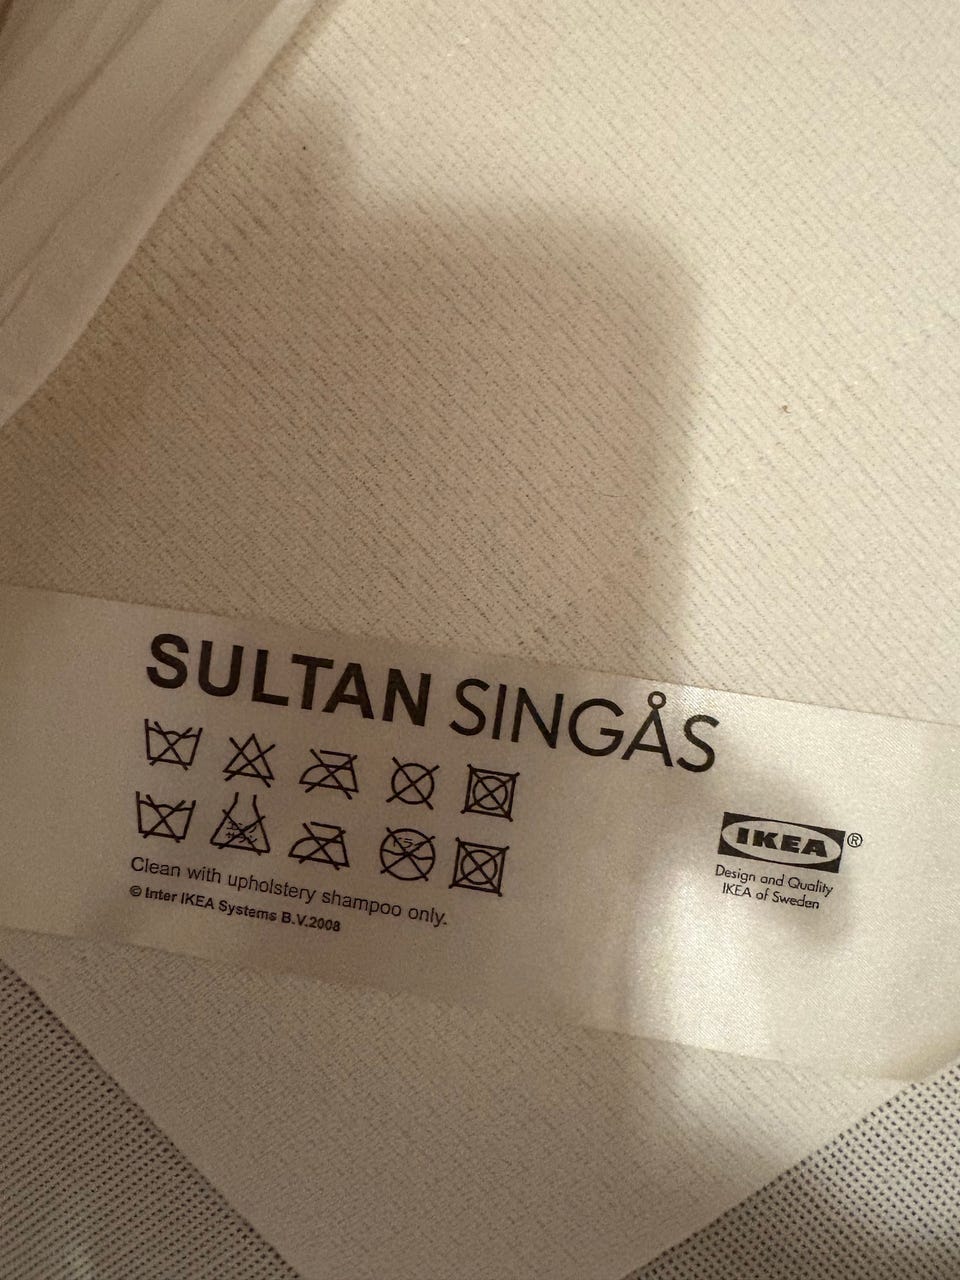 SULTAN SINGÅS
Clean with upholstery shampoo only.
© Inter IKEA Systems B.V.2008
IKEA®
Design and Quality
IKEA of Sweden